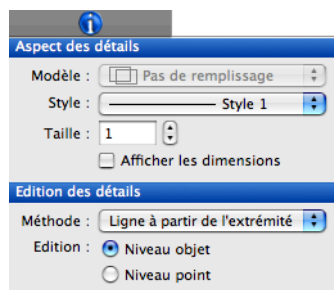 Aspect des détails
Modèle : Pas de remplissage
Style : Style 1
Taille : 1
Afficher les dimensions
Edition des détails
Méthode : Ligne à partir de l'extrémité
Edition : Niveau objet
Niveau point